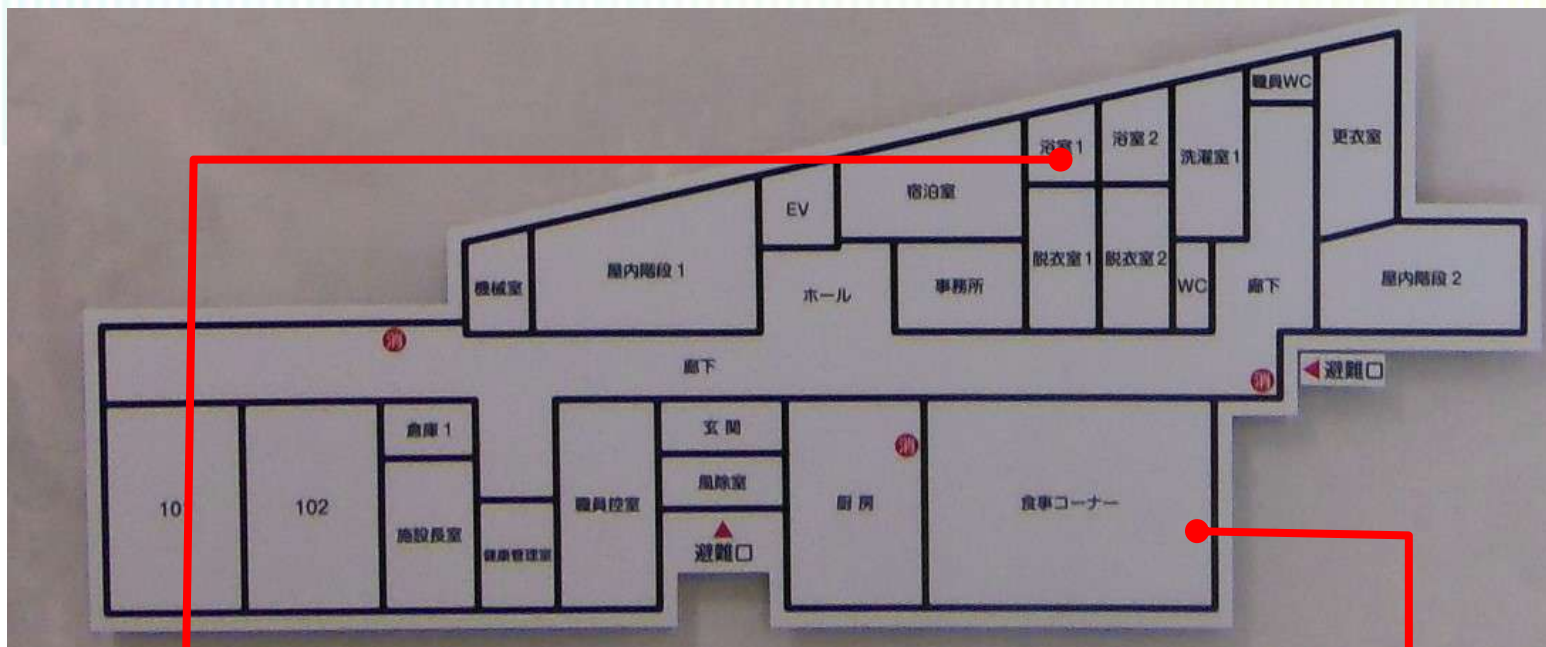 職員WC
浴室1
浴室2
洗濯室1
更衣室
宿泊室
EV
屋内階段1
機械室
ホール
事務所
脱衣室1
脱衣室2
WC
廊下
屋内階段2
消
廊下
消
避難口
倉庫1
玄関
消
風除室
102
職員控室
厨房
食事コーナー
施設長室
健康管理室
避難口